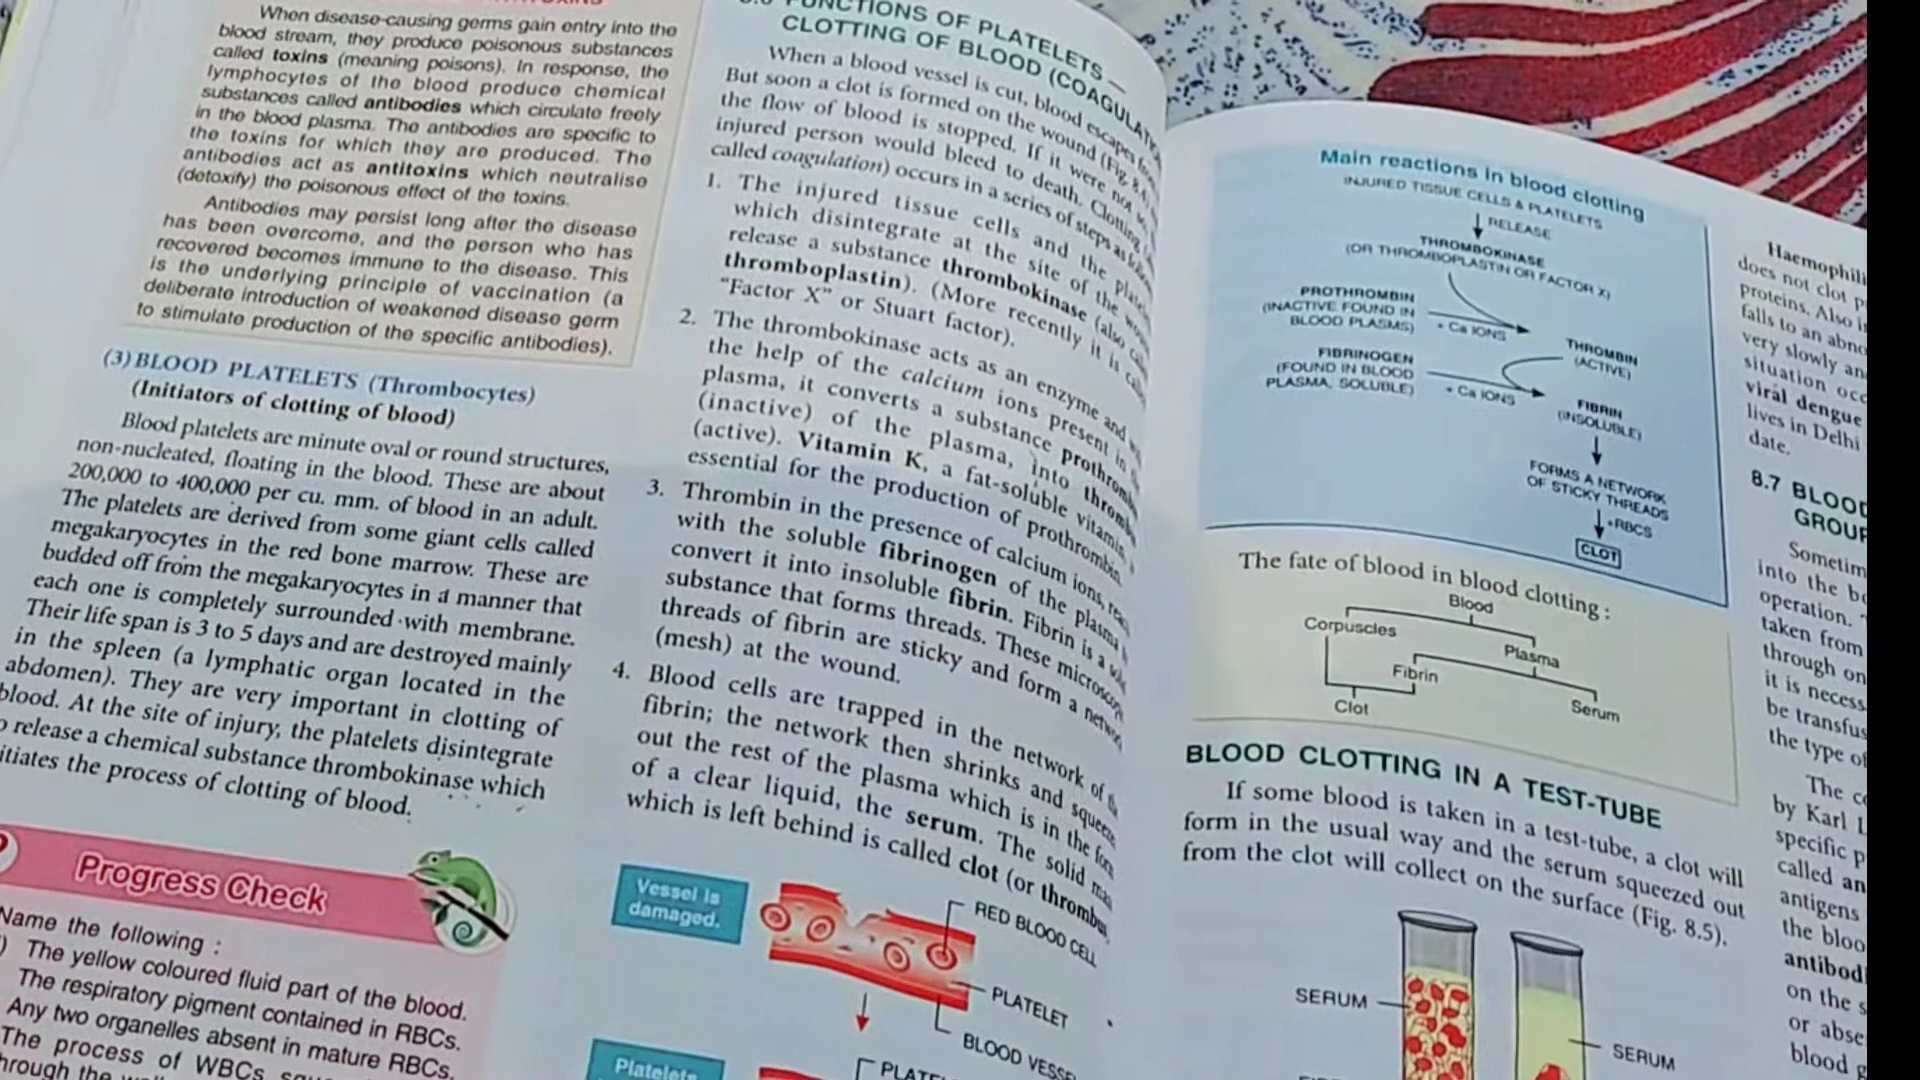 When disease-causing germs gain entry into the
blood stream, they produce poisonous substances
called toxins (meaning poisons). In response, the
lymphocytes of the blood produce chemical
substances called antibodies which circulate freely
in the blood plasma. The antibodies are specific to
the toxins for which they are produced. The
antibodies act as antitoxins which neutralise
(detoxify) the poisonous effect of the toxins.
Antibodies may persist long after the disease
has been overcome, and the person who has
recovered becomes immune to the disease. This
is the underlying principle of vaccination (a
deliberate introduction of weakened disease germ
to stimulate production of the specific antibodies).
(3) BLOOD PLATELETS (Thrombocytes)
(Initiators of clotting of blood)
Blood platelets are minute oval or round structures,
non-nucleated, floating in the blood. These are about
200,000 to 400,000 per cu. mm. of blood in an adult.
The platelets are derived from some giant cells called
megakaryocytes in the red bone marrow. These are
budded off from the megakaryocytes in a manner that
each one is completely surrounded with membrane.
Their life span is 3 to 5 days and are destroyed mainly
in the spleen (a lymphatic organ located in the
abdomen). They are very important in clotting of
blood. At the site of injury, the platelets disintegrate
release a chemical substance thrombokinase which
the process of clotting of blood.
Progress Check
Name the following :
The yellow coloured fluid part of the blood.
The respiratory pigment contained in RBCs.
Any two organelles absent in mature RBCs.
The process of WBCs
through the
FUNCTIONS OF PLATELETS —
CLOTTING OF BLOOD
When a blood vessel is cut, blood escapes
But soon a clot is formed on the wound (Fig.
the flow of blood is stopped. If it were not
injured person would bleed to death. Clotting
called coagulation) occurs in a series of steps as
1. The injured tissue cells and the
which disintegrate at the site of the
release a substance thrombokinase (also
thromboplastin). (More recently it is
"Factor X" or Stuart factor).
2. The thrombokinase acts as an enzyme and
the help of the calcium ions present in
plasma, it converts a substance
(inactive) of the plasma, into
(active). Vitamin K, a fat-soluble vitamin,
essential for the production of prothrombin.
3. Thrombin in the presence of calcium ions,
with the soluble fibrinogen of the plasma
convert it into insoluble fibrin. Fibrin is a
substance that forms threads. These
threads of fibrin are sticky and form a
(mesh) at the wound.
4. Blood cells are trapped in the network of
fibrin; the network then shrinks and
out the rest of the plasma which is in the
of a clear liquid, the serum. The solid
which is left behind is called clot (or
Vessel is
damaged.
RED BLOOD CELL
PLATELET
BLOOD
Platelets
Main reactions in blood clotting
INJURED TISSUE CELLS & PLATELETS
RELEASE
THROMBOKINASE
(OR THROMBOPLASTIN OR FACTOR X)
PROTHROMBIN
(INACTIVE FOUND IN
BLOOD PLASMS)
+ Ca IONS
THROMBIN
(ACTIVE)
FIBRINOGEN
(FOUND IN BLOOD
PLASMA, SOLUBLE)
+ Ca IONS
FIBRIN
(INSOLUBLE)
FORMS A NETWORK
OF STICKY THREADS
+RBCS
CLOT
The fate of blood in blood clotting :
Blood
Corpuscles
Plasma
Fibrin
Clot
Serum
BLOOD CLOTTING IN A TEST-TUBE
If some blood is taken in a test-tube, a clot will
form in the usual way and the serum squeezed out
from the clot will collect on the surface (Fig. 8.5).
SERUM
SERUM
does not clot
proteins. Also
falls to an
very slowly
situation
viral dengue
lives in Delhi
date.
8.7 BLOOD
into the
operation.
taken from
through
it is
be
the type
The
by Karl
specific
called
antigens
the
on the
or
blood